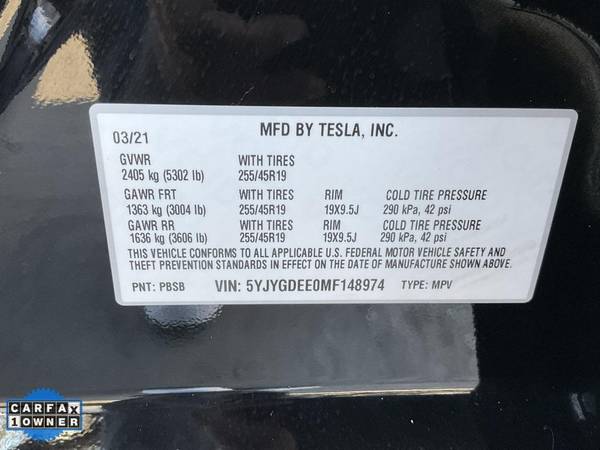 03/21 MFD BY TESLA, INC.
GVWR WITH TIRES
2405 kg (5302 lb) 255/45R19
GAWR FRT WITH TIRES RIM COLD TIRE PRESSURE
1363 kg (3004 lb) 255/45R19 19X9.5J 290 kPa, 42 psi
GAWR RR WITH TIRES RIM COLD TIRE PRESSURE
1636 kg (3606 lb) 255/45R19 19X9.5J 290 kPa, 42 psi
THIS VEHICLE CONFORMS TO ALL APPLICABLE U.S. FEDERAL MOTOR VEHICLE SAFETY AND
THEFT PREVENTION STANDARDS IN EFFECT ON THE DATE OF MANUFACTURE SHOWN ABOVE.
PNT: PBSB VIN: 5YJYGDEE0MF148974 TYPE: MPV
CARFAX
1 OWNER